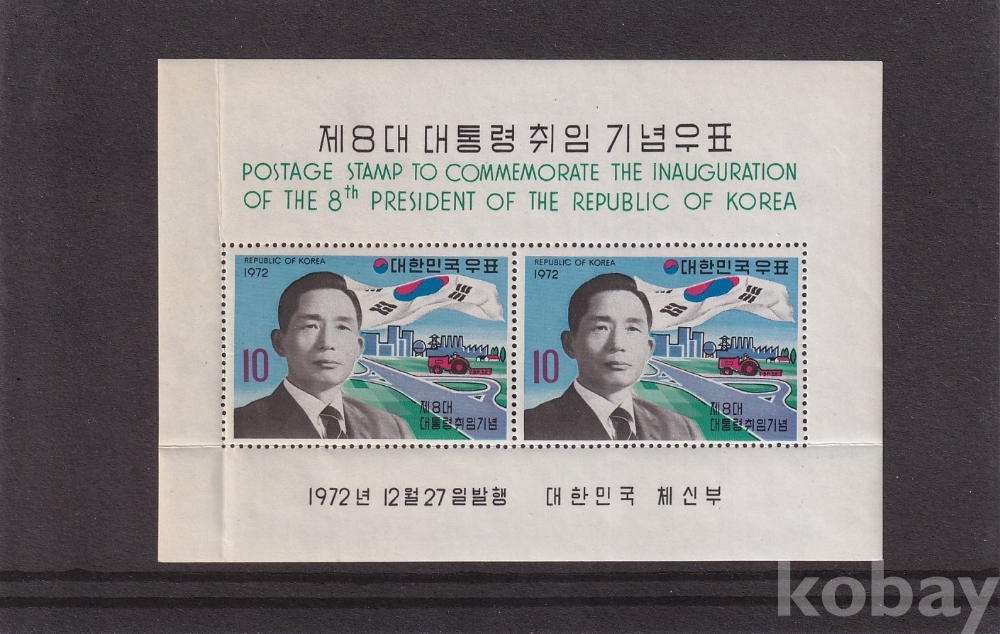 제8대 대통령 취임 기념우표
POSTAGE STAMP TO COMMEMORATE THE INAUGURATION
OF THE 8th PRESIDENT OF THE REPUBLIC OF KOREA
REPUBLIC OF KOREA
1972
대한민국우표
10
제8대
대통령취임기념
REPUBLIC OF KOREA
1972
대한민국우표
10
제8대
대통령취임기념
1972년 12월 27일발행 대한민국 체신부
kobay